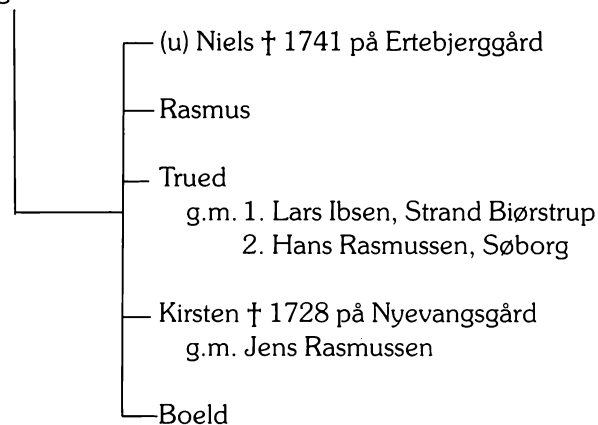 (u) Niels † 1741 på Ertebjerggård
Rasmus
Trued
g.m. 1. Lars Ibsen, Strand Biørstrup
2. Hans Rasmussen, Søborg
Kirsten † 1728 på Nyevangsgård
g.m. Jens Rasmussen
Boeld